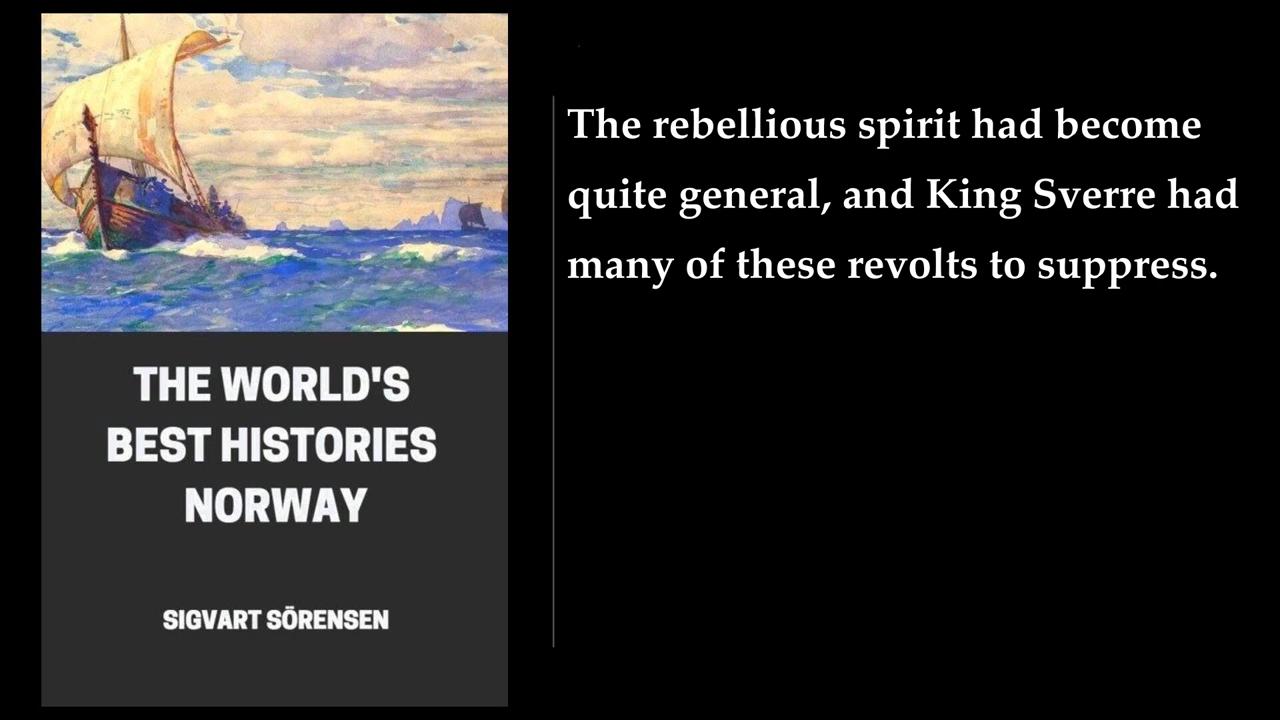 THE WORLD'S
BEST HISTORIES
NORWAY
SIGVART SÖRENSEN
The rebellious spirit had become
quite general, and King Sverre had
many of these revolts to suppress.